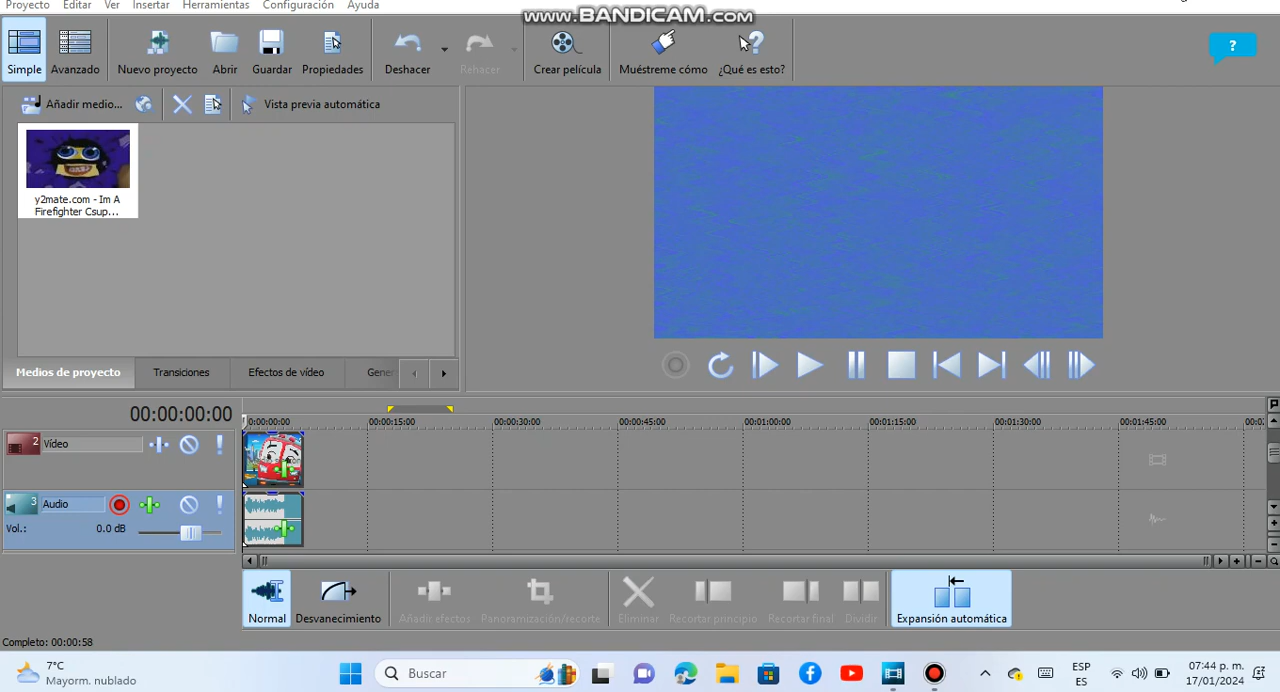 Proyecto Editar Ver Insertar Herramientas Configuración Ayuda
www.BANDICAM.com
Simple Avanzado Nuevo proyecto Abrir Guardar Propiedades Deshacer Rehacer Crear película Muéstreme cómo ¿Qué es esto?
?
Añadir medio... Vista previa automática
y2mate.com - Im A
Firefighter Csup...
Medios de proyecto Transiciones Efectos de vídeo Gener
00:00:00:00
0:00:00:00 00:00:15:00 00:00:30:00 00:00:45:00 00:01:00:00 00:01:15:00 00:01:30:00 00:01:45:00 00:0
2 Vídeo
3 Audio
Vol.: 0.0 dB
Normal Desvanecimiento Añadir efectos Panoramización/recorte Eliminar Recortar principio Recortar final Dividir Expansión automática
Completo: 00:00:58
7°C
Mayorm. nublado
Buscar
ESP
ES
07:44 p. m.
17/01/2024